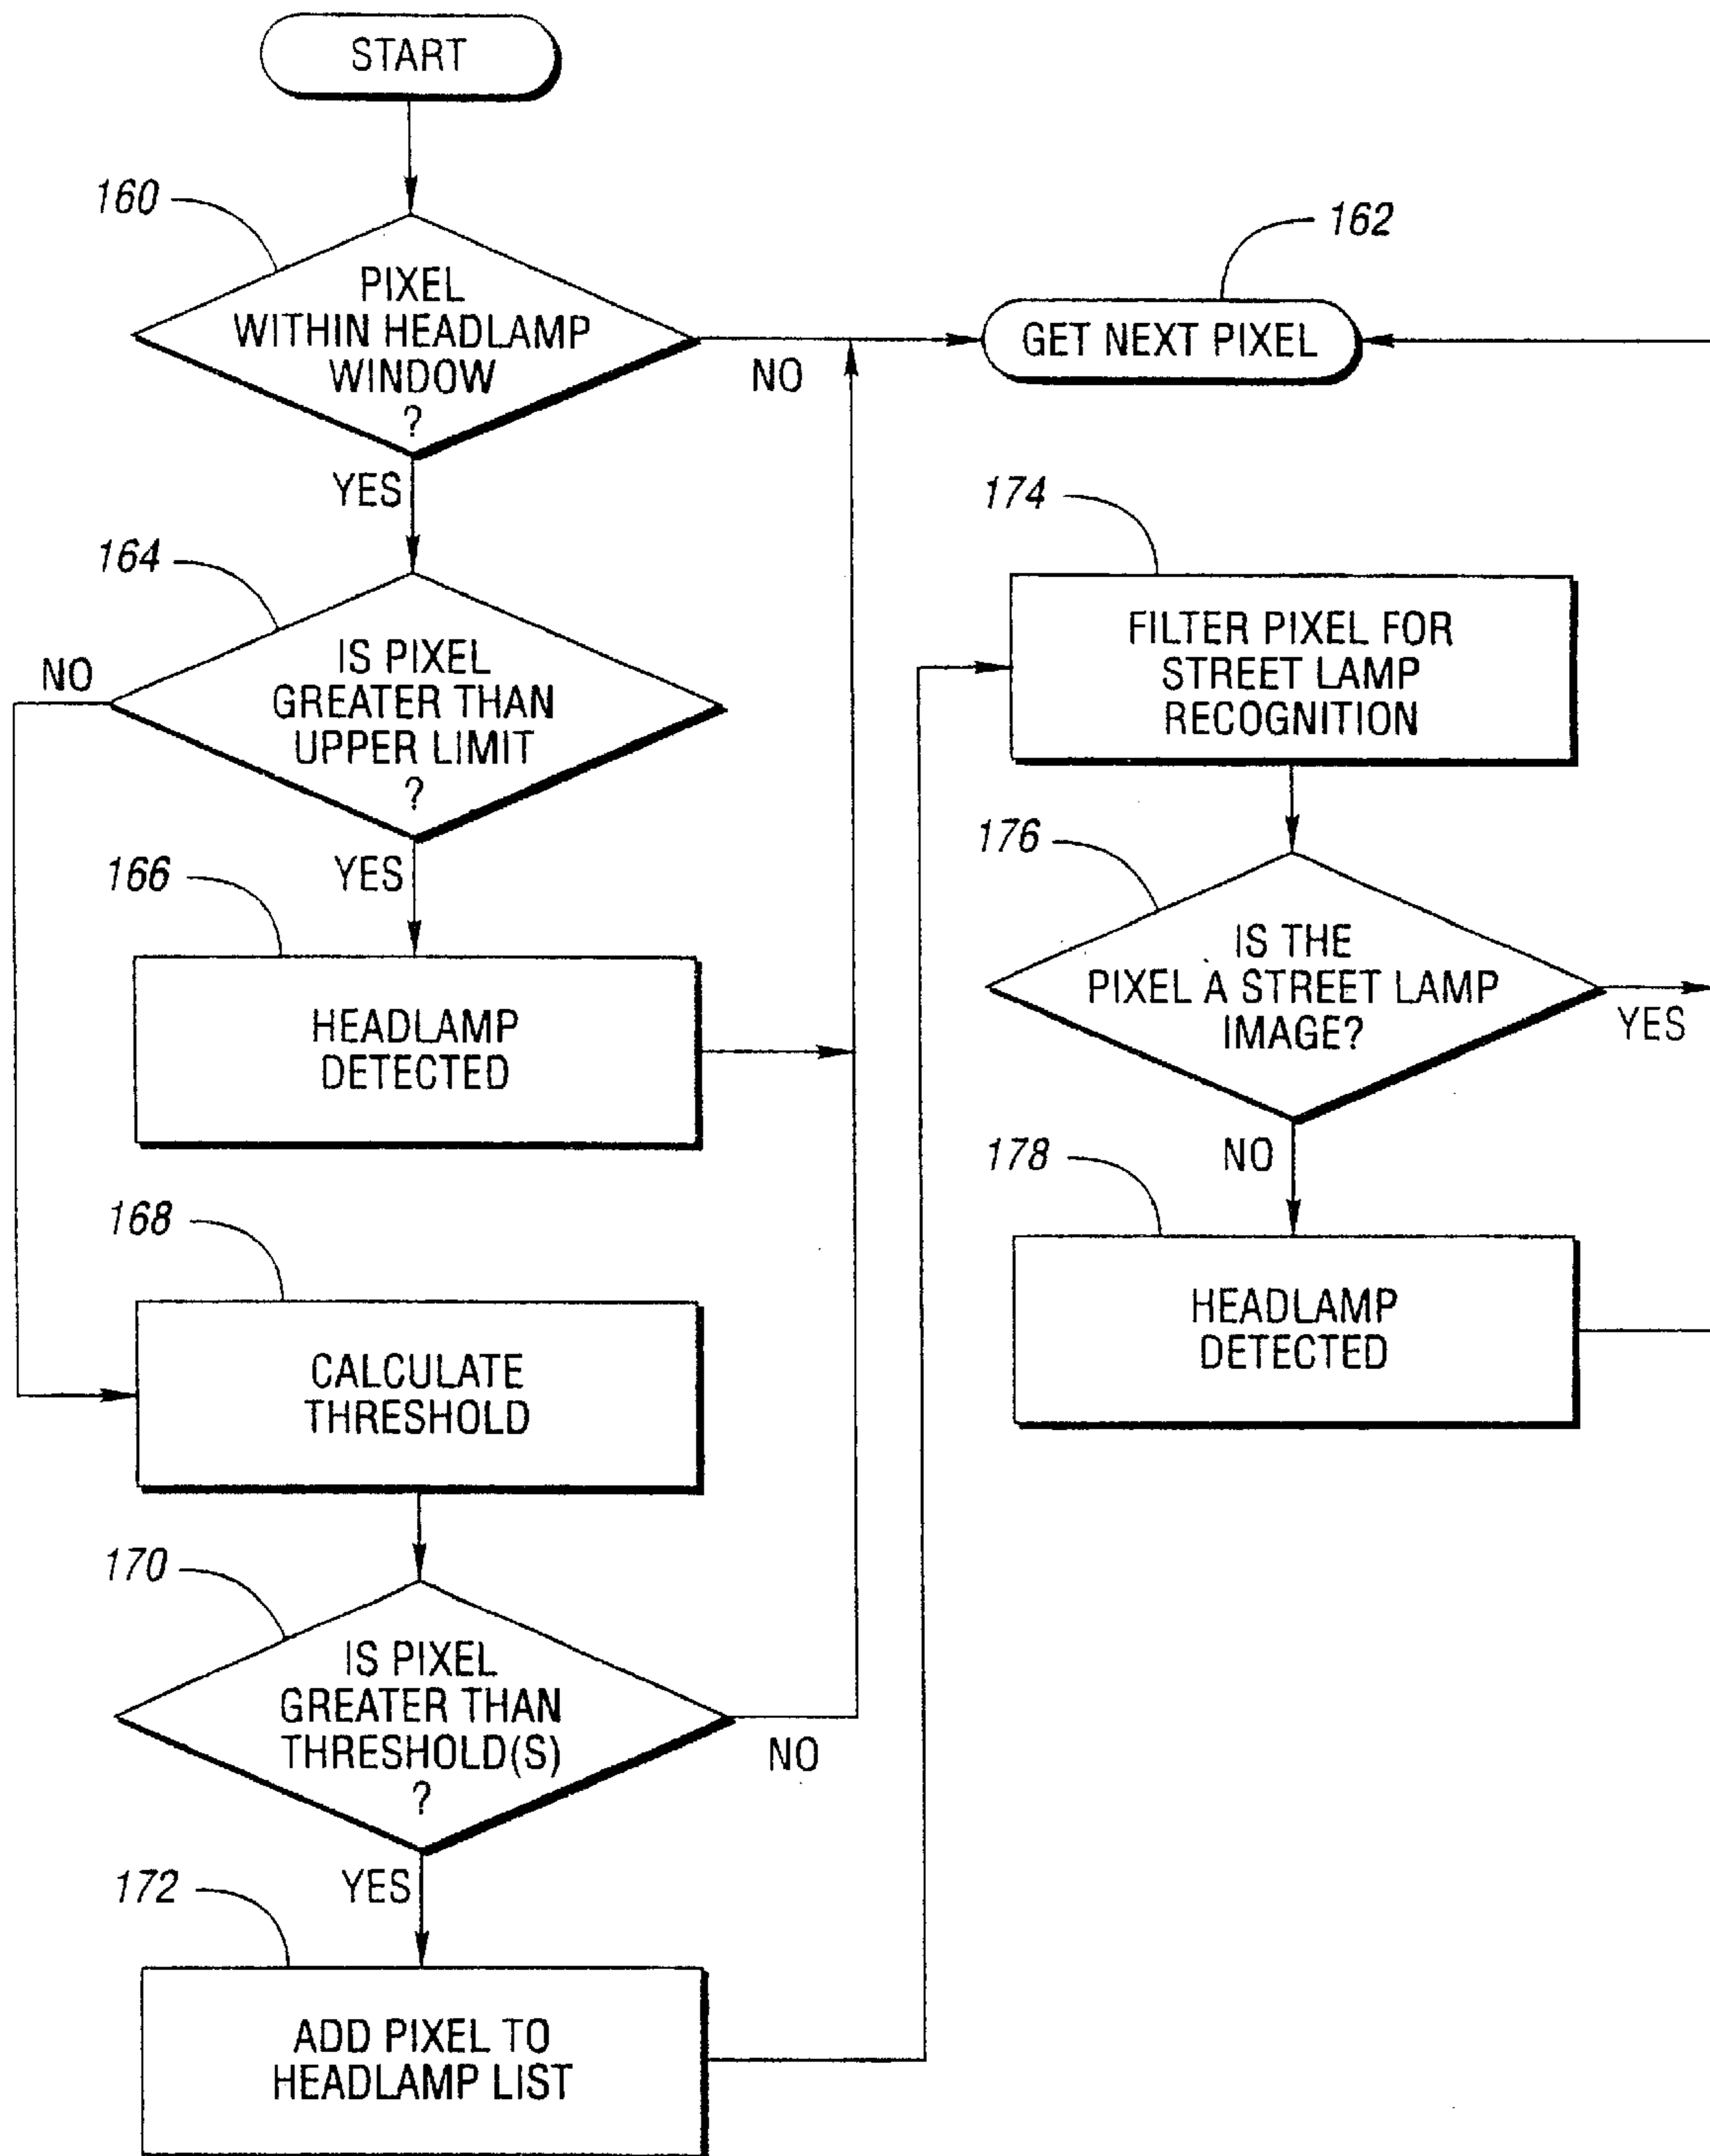 START
160
PIXEL
WITHIN HEADLAMP
WINDOW
?
NO
YES
162
GET NEXT PIXEL
164
IS PIXEL
GREATER THAN
UPPER LIMIT
?
NO
YES
166
HEADLAMP
DETECTED
168
CALCULATE
THRESHOLD
170
IS PIXEL
GREATER THAN
THRESHOLD(S)
?
NO
YES
172
ADD PIXEL TO
HEADLAMP LIST
174
FILTER PIXEL FOR
STREET LAMP
RECOGNITION
176
IS THE
PIXEL A STREET LAMP
IMAGE?
YES
NO
178
HEADLAMP
DETECTED